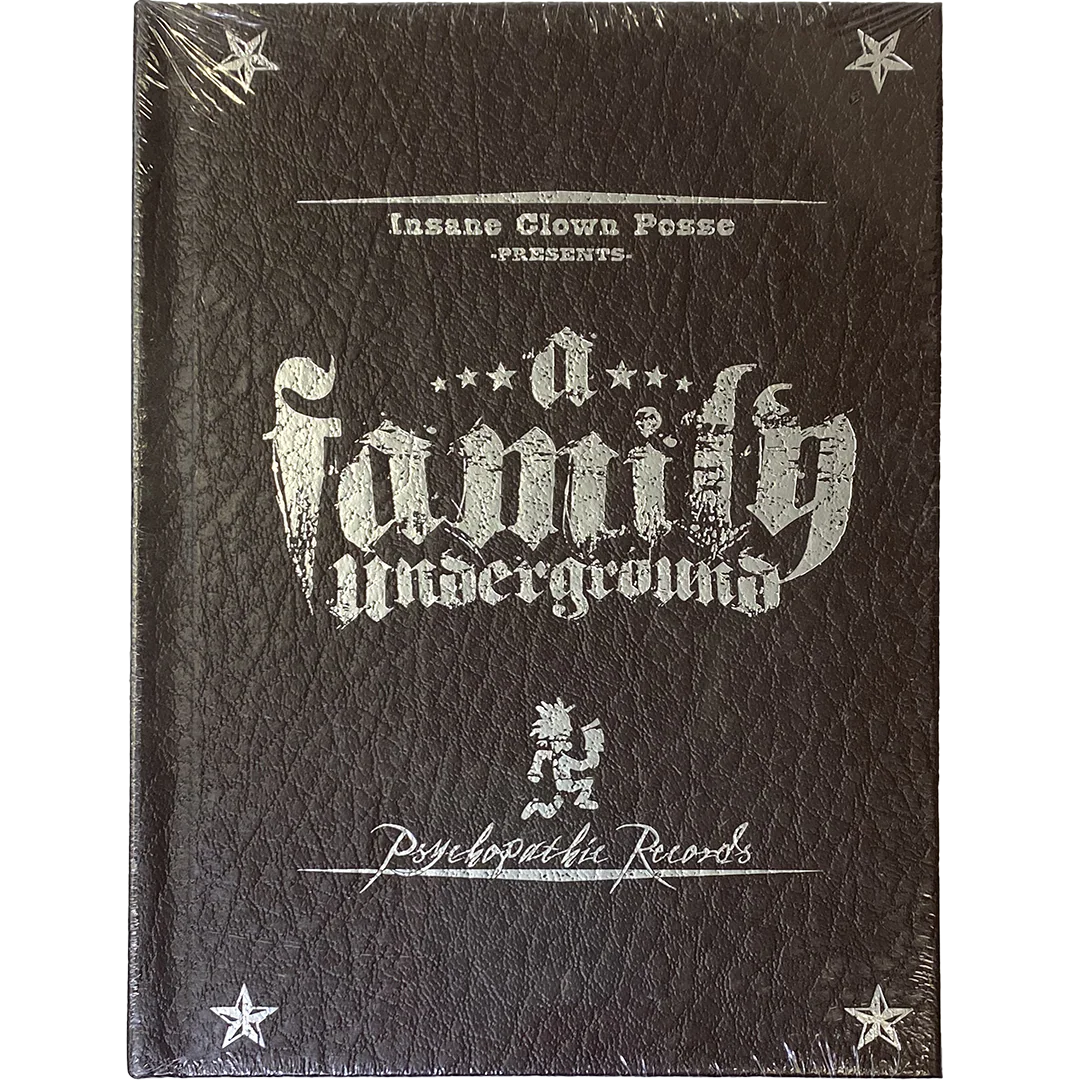 Insane Clown Posse
-PRESENTS-
a
family
underground
Psychopathic Records